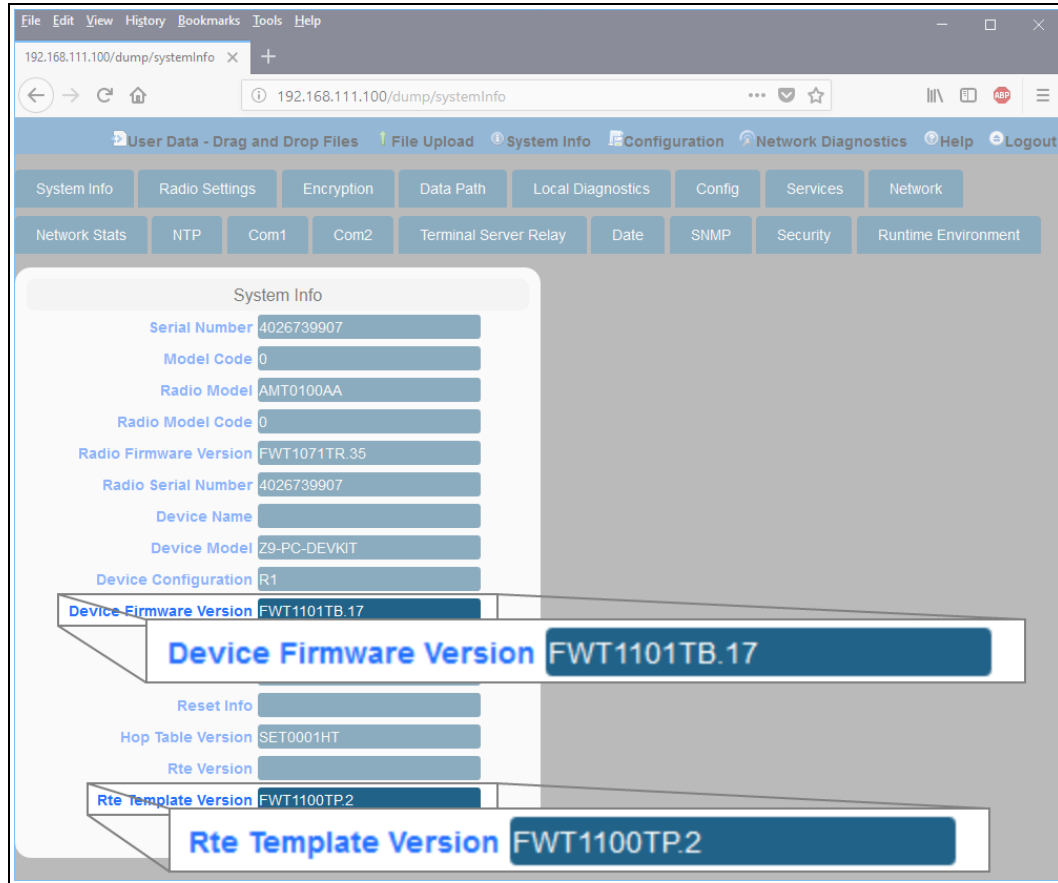 File Edit View History Bookmarks Tools Help
192.168.111.100/dump/systemInfo
192.168.111.100/dump/systemInfo
ABP
User Data - Drag and Drop Files File Upload System Info Configuration Network Diagnostics Help Logout
System Info Radio Settings Encryption Data Path Local Diagnostics Config Services Network
Network Stats NTP Com1 Com2 Terminal Server Relay Date SNMP Security Runtime Environment
System Info
Serial Number 4026739907
Model Code 0
Radio Model AMT0100AA
Radio Model Code 0
Radio Firmware Version FWT1071TR.35
Radio Serial Number 4026739907
Device Name
Device Model Z9-PC-DEVKIT
Device Configuration R1
Device Firmware Version FWT1101TB.17
Device Firmware Version FWT1101TB.17
Reset Info
Hop Table Version SET0001HT
Rte Version
Rte Template Version FWT1100TP.2
Rte Template Version FWT1100TP.2